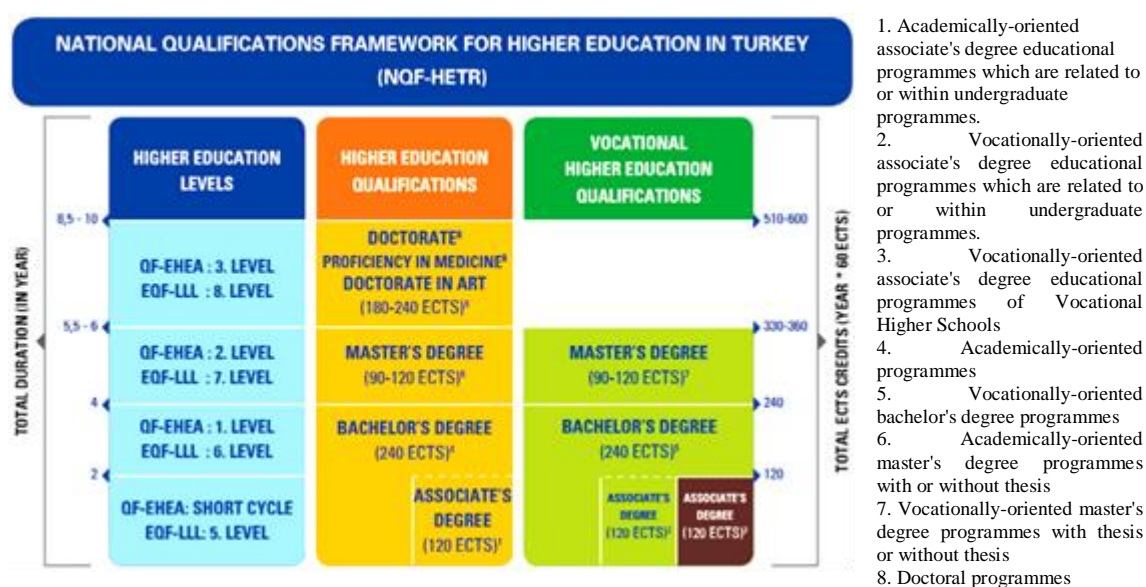 NATIONAL QUALIFICATIONS FRAMEWORK FOR HIGHER EDUCATION IN TURKEY
(NQF-HETR)
TOTAL DURATION (IN YEAR)
8,5 - 10
5,5 - 6
4
2
HIGHER EDUCATION
LEVELS
QF-EHEA : 3. LEVEL
EQF-LLL : 8. LEVEL
QF-EHEA : 2. LEVEL
EQF-LLL : 7. LEVEL
QF-EHEA : 1. LEVEL
EQF-LLL : 6. LEVEL
QF-EHEA: SHORT CYCLE
EQF-LLL: 5. LEVEL
HIGHER EDUCATION
QUALIFICATIONS
DOCTORATE⁸
PROFICIENCY IN MEDICINE⁸
DOCTORATE IN ART
(180-240 ECTS)
MASTER'S DEGREE
(90-120 ECTS)⁶
BACHELOR'S DEGREE
(240 ECTS)⁴
ASSOCIATE'S
DEGREE
(120 ECTS)¹
VOCATIONAL
HIGHER EDUCATION
QUALIFICATIONS
MASTER'S DEGREE
(90-120 ECTS)⁷
BACHELOR'S DEGREE
(240 ECTS)⁵
ASSOCIATE'S
DEGREE
(120 ECTS)²
ASSOCIATE'S
DEGREE
(120 ECTS)³
510-600
330-360
240
120
TOTAL ECTS CREDITS (YEAR * 60 ECTS)
1. Academically-oriented
associate's degree educational
programmes which are related to
or within undergraduate
programmes.
2. Vocationally-oriented
associate's degree educational
programmes which are related to
or within undergraduate
programmes.
3. Vocationally-oriented
associate's degree educational
programmes of Vocational
Higher Schools
4. Academically-oriented
programmes
5. Vocationally-oriented
bachelor's degree programmes
6. Academically-oriented
master's degree programmes
with or without thesis
7. Vocationally-oriented master's
degree programmes with thesis
or without thesis
8. Doctoral programmes